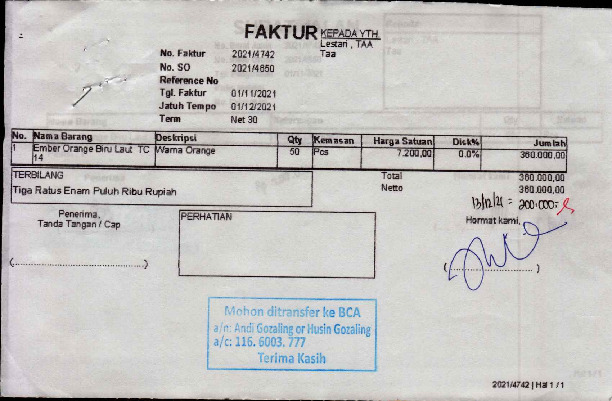 FAKTUR
KEPADA YTH.
Lestari, TAA
Taa
No. Faktur 2021/4742
No. SO 2021/4650
Reference No
Tgl. Faktur 01/11/2021
Jatuh Tempo 01/12/2021
Term Net 30
No. Nama Barang Deskripsi Qty Kemasan Harga Satuan Disk% Jumlah
1 Ember Orange Biru Laut TC 14 Warna Orange 50 Pcs 7.200,00 0.0% 360.000,00
TERBILANG
Tiga Ratus Enam Puluh Ribu Rupiah
Total 360.000,00
Netto 360.000,00
13/12/21 = 200.000:
Penerima,
Tanda Tangan / Cap
PERHATIAN
Hormat kami,
(..............................)
(..............................)
Mohon ditransfer ke BCA
a/n: Andi Gozaling or Husin Gozaling
a/c: 116. 6003. 777
Terima Kasih
2021/4742 | Hal 1 / 1